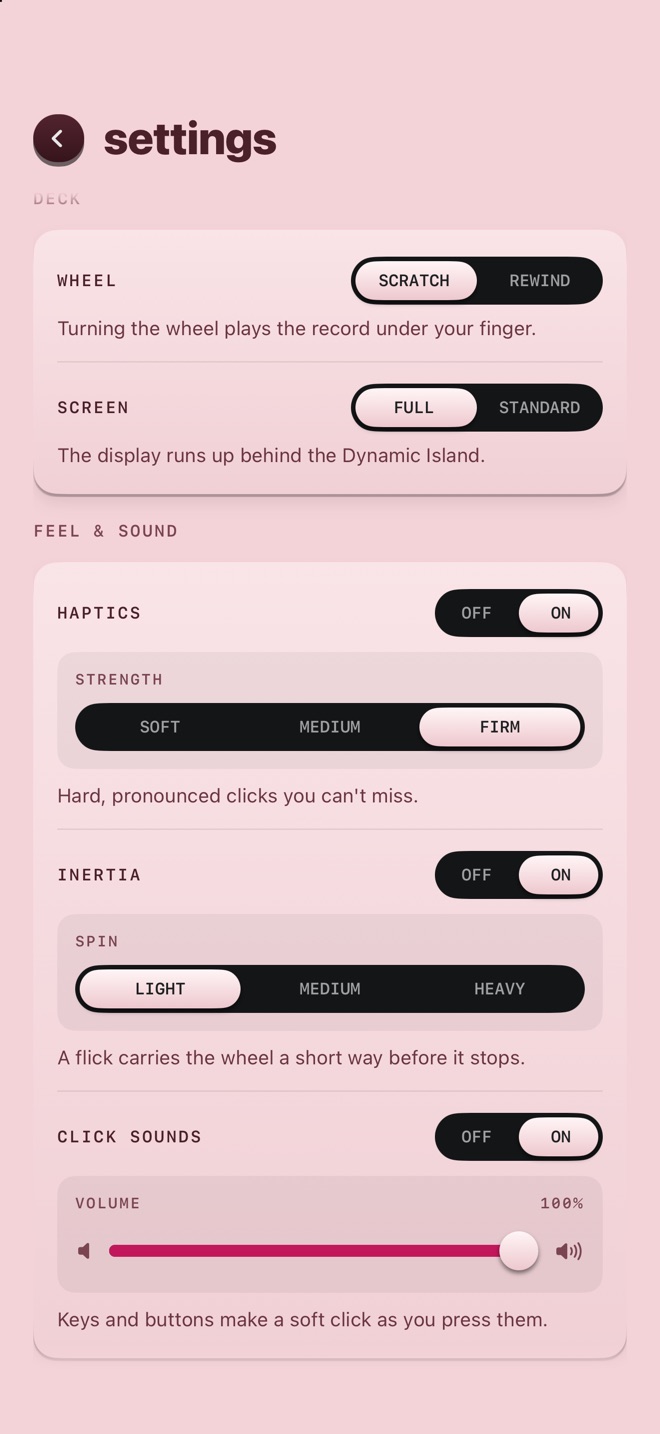 settings
DECK
WHEEL
SCRATCH REWIND
Turning the wheel plays the record under your finger.
SCREEN
FULL STANDARD
The display runs up behind the Dynamic Island.
FEEL & SOUND
HAPTICS
OFF ON
STRENGTH
SOFT MEDIUM FIRM
Hard, pronounced clicks you can't miss.
INERTIA
OFF ON
SPIN
LIGHT MEDIUM HEAVY
A flick carries the wheel a short way before it stops.
CLICK SOUNDS
OFF ON
VOLUME 100%
Keys and buttons make a soft click as you press them.